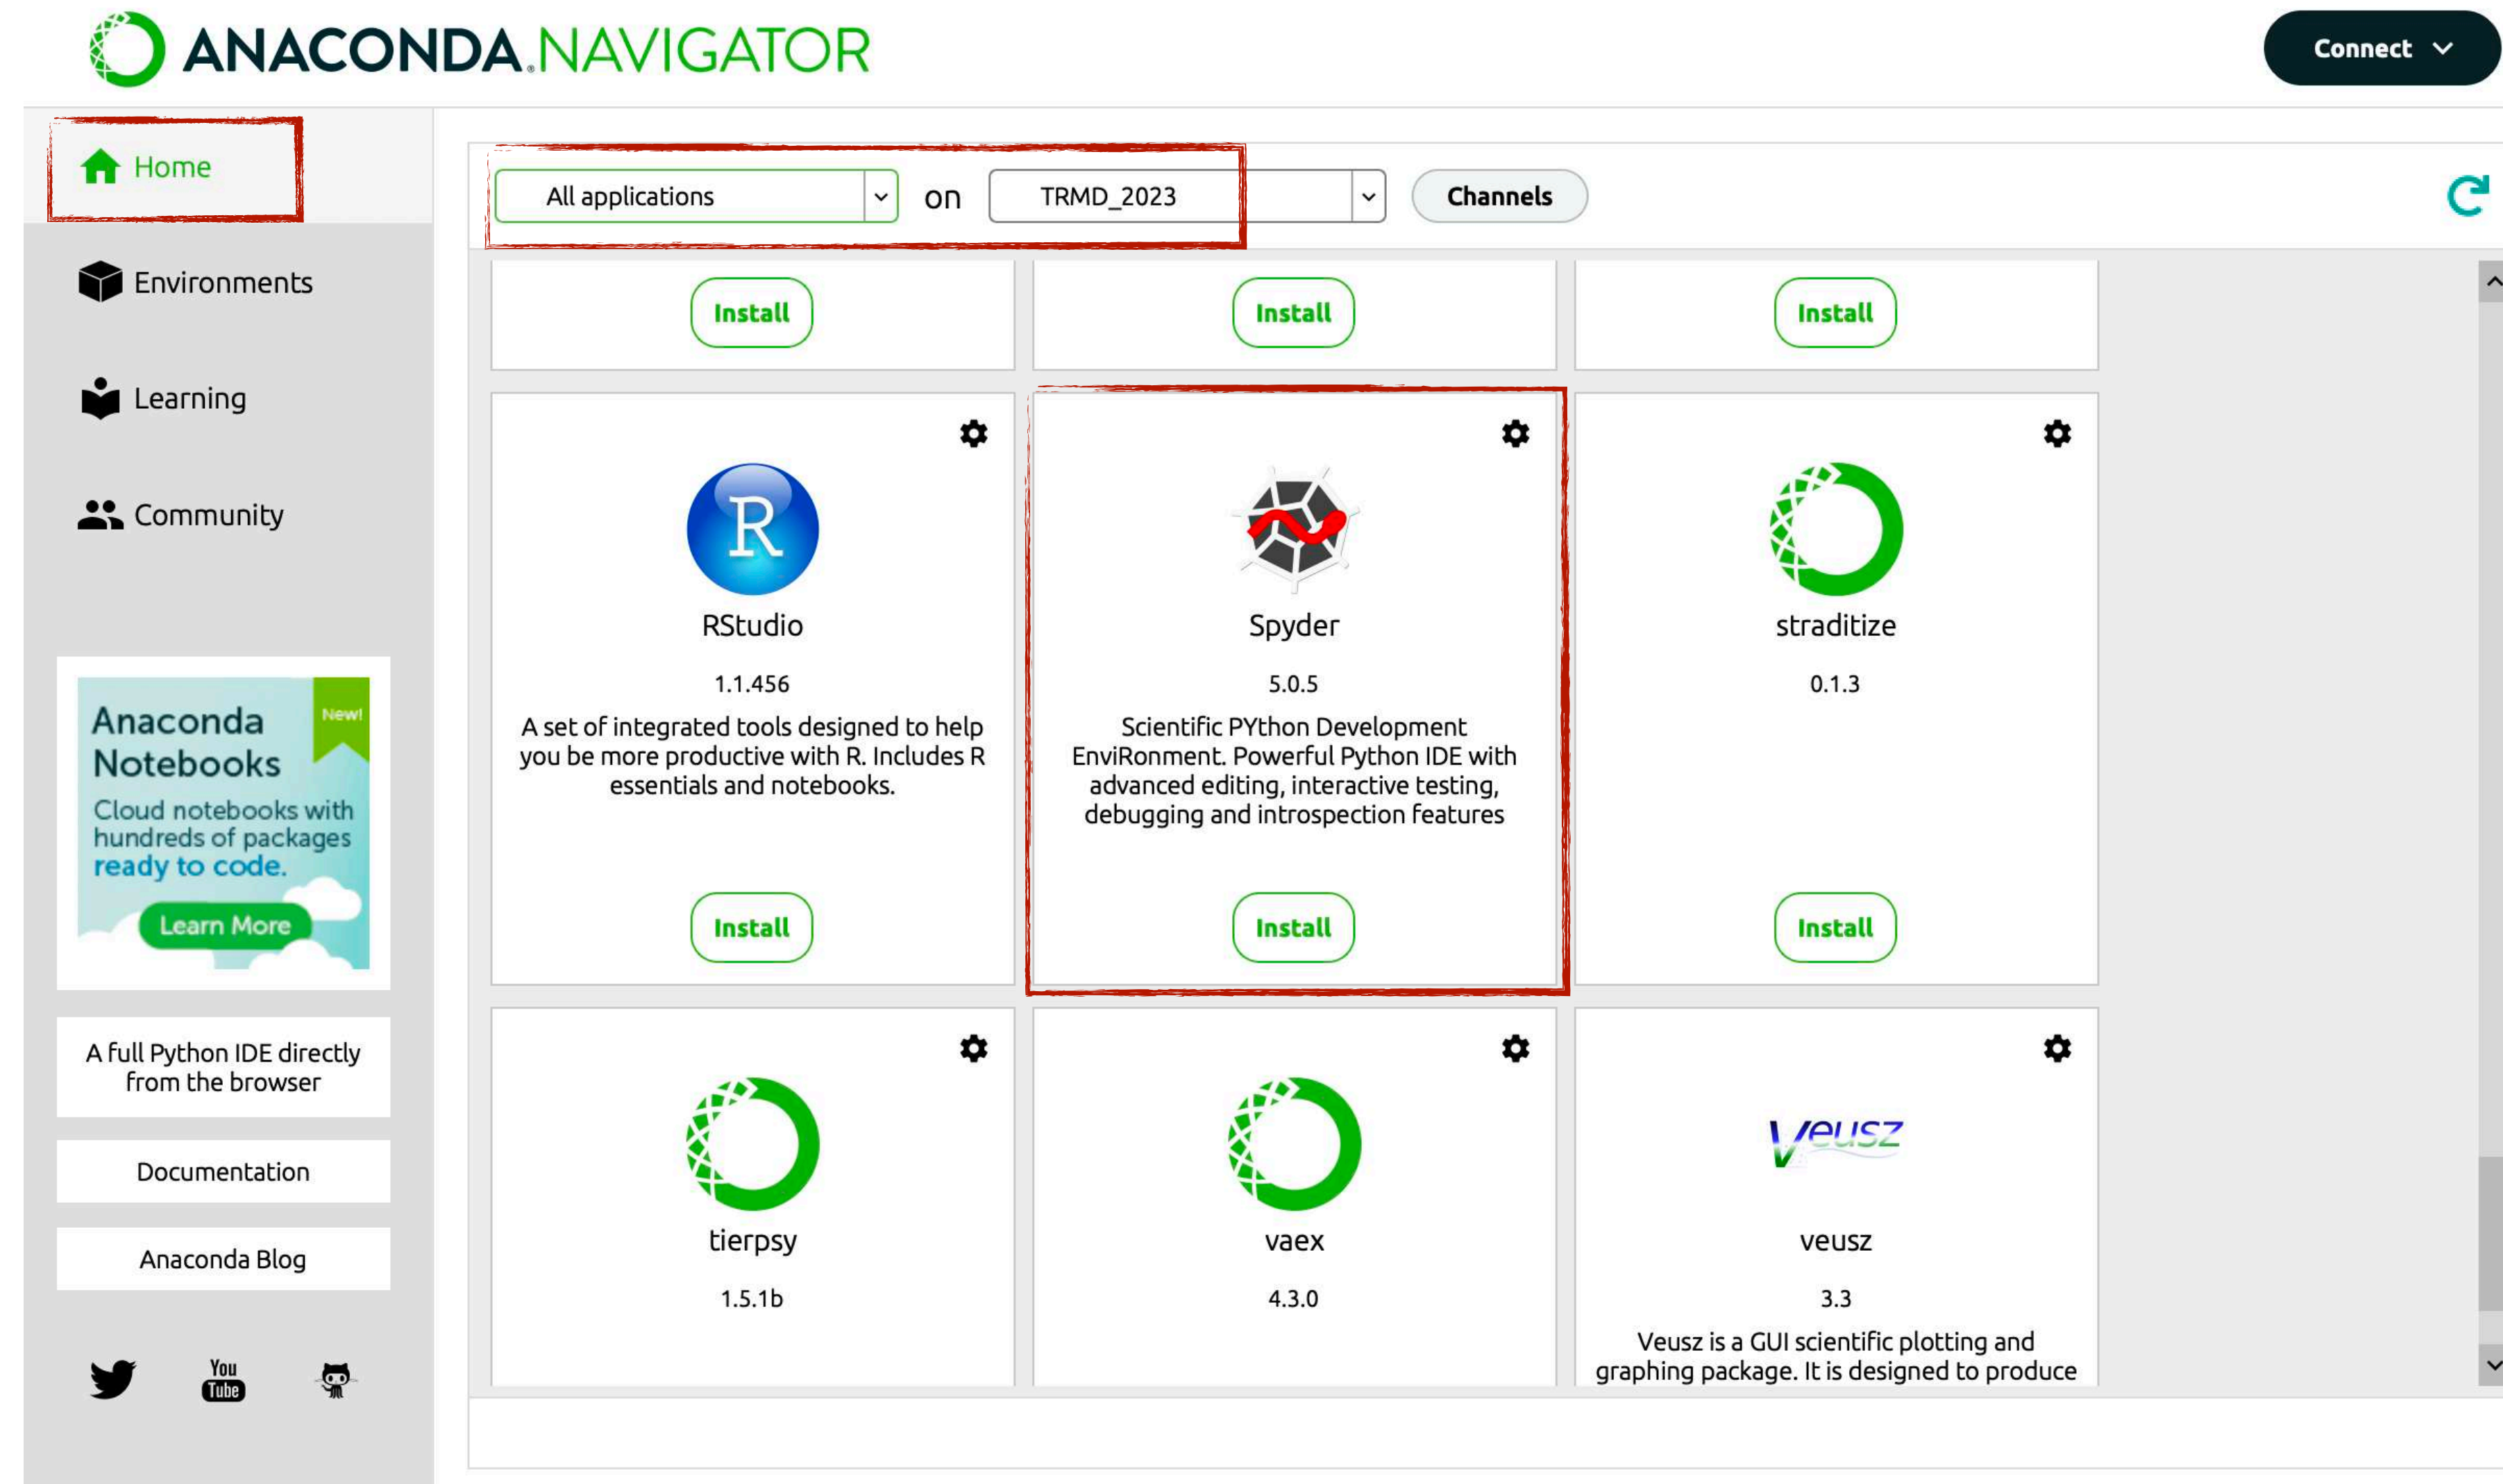 ANACONDA.NAVIGATOR
Connect
Home
All applications
on
TRMD_2023
Channels
Environments
Learning
Community
Install
Install
Install
R
RStudio
1.1.456
A set of integrated tools designed to help
you be more productive with R. Includes R
essentials and notebooks.
Install
Spyder
5.0.5
Scientific PYthon Development
EnviRonment. Powerful Python IDE with
advanced editing, interactive testing,
debugging and introspection features
Install
straditize
0.1.3
Install
Anaconda
Notebooks
New!
Cloud notebooks with
hundreds of packages
ready to code.
Learn More
A full Python IDE directly
from the browser
Documentation
Anaconda Blog
You
Tube
tierpsy
1.5.1b
vaex
4.3.0
Veusz
veusz
3.3
Veusz is a GUI scientific plotting and
graphing package. It is designed to produce